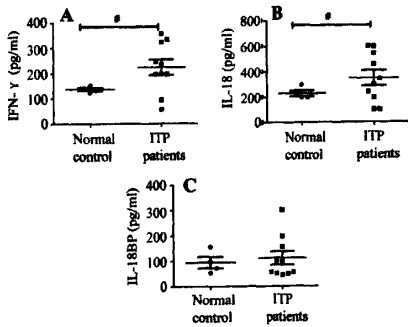 A
#
IFN-γ (pg/ml)
400
300
200
100
0
Normal
control
ITP
patients
B
#
IL-18 (pg/ml)
800
600
400
200
0
Normal
control
ITP
patients
C
IL-18BP (pg/ml)
400
300
200
100
0
Normal
control
ITP
patients